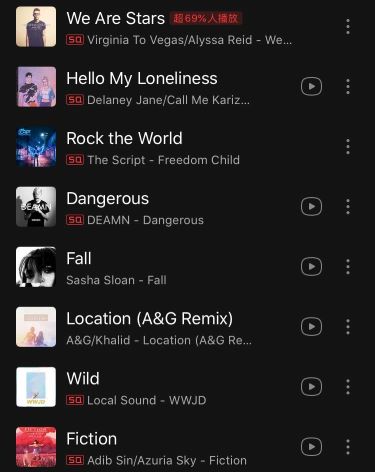 We Are Stars 超69%人播放
SQ Virginia To Vegas/Alyssa Reid - We...
Hello My Loneliness
SQ Delaney Jane/Call Me Kariz...
Rock the World
SQ The Script - Freedom Child
DEAMN
Dangerous
SQ DEAMN - Dangerous
Fall
Sasha Sloan - Fall
Location (A&G Remix)
A&G/Khalid - Location (A&G Re...
WWJD
Wild
SQ Local Sound - WWJD
Fiction
SQ Adib Sin/Azuria Sky - Fiction